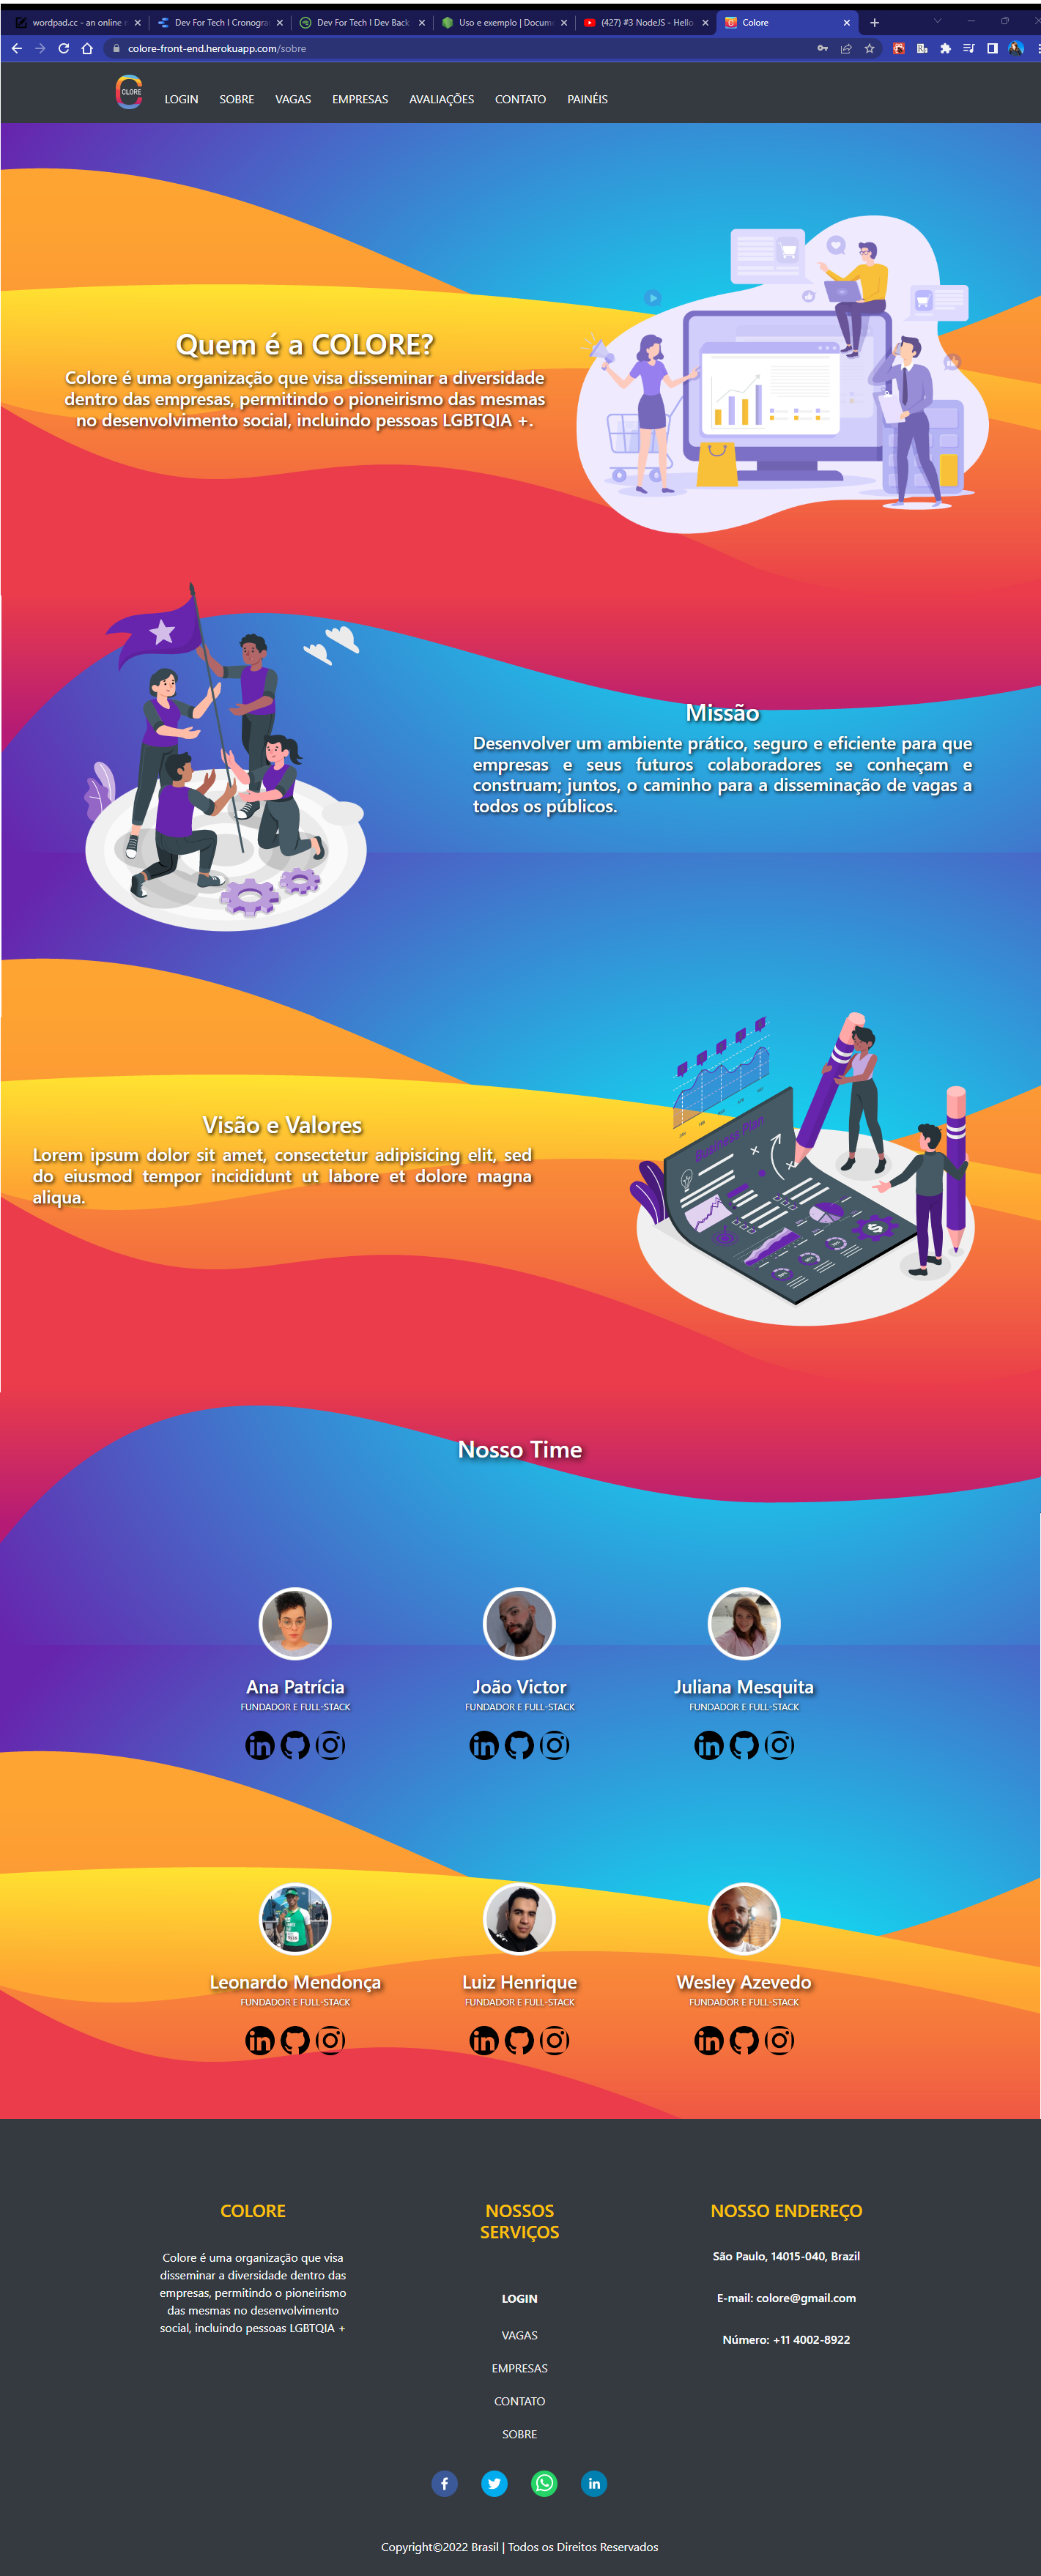 wordpad.cc - an online n
Dev For Tech I Cronogra
Dev For Tech I Dev Back
Uso e exemplo | Docume
(427) #3 NodeJS - Hello
Colore
colore-front-end.herokuapp.com/sobre
CLORE
LOGIN SOBRE VAGAS EMPRESAS AVALIAÇÕES CONTATO PAINÉIS
Quem é a COLORE?
Colore é uma organização que visa disseminar a diversidade
dentro das empresas, permitindo o pioneirismo das mesmas
no desenvolvimento social, incluindo pessoas LGBTQIA +.
Missão
Desenvolver um ambiente prático, seguro e eficiente para que
empresas e seus futuros colaboradores se conheçam e
construam; juntos, o caminho para a disseminação de vagas a
todos os públicos.
Business Plan
Visão e Valores
Lorem ipsum dolor sit amet, consectetur adipisicing elit, sed
do eiusmod tempor incididunt ut labore et dolore magna
aliqua.
Nosso Time
Ana Patrícia
FUNDADOR E FULL-STACK
João Victor
FUNDADOR E FULL-STACK
Juliana Mesquita
FUNDADOR E FULL-STACK
Leonardo Mendonça
FUNDADOR E FULL-STACK
Luiz Henrique
FUNDADOR E FULL-STACK
Wesley Azevedo
FUNDADOR E FULL-STACK
COLORE
Colore é uma organização que visa
disseminar a diversidade dentro das
empresas, permitindo o pioneirismo
das mesmas no desenvolvimento
social, incluindo pessoas LGBTQIA +
NOSSOS
SERVIÇOS
LOGIN
VAGAS
EMPRESAS
CONTATO
SOBRE
NOSSO ENDEREÇO
São Paulo, 14015-040, Brazil
E-mail: colore@gmail.com
Número: +11 4002-8922
Copyright©2022 Brasil | Todos os Direitos Reservados